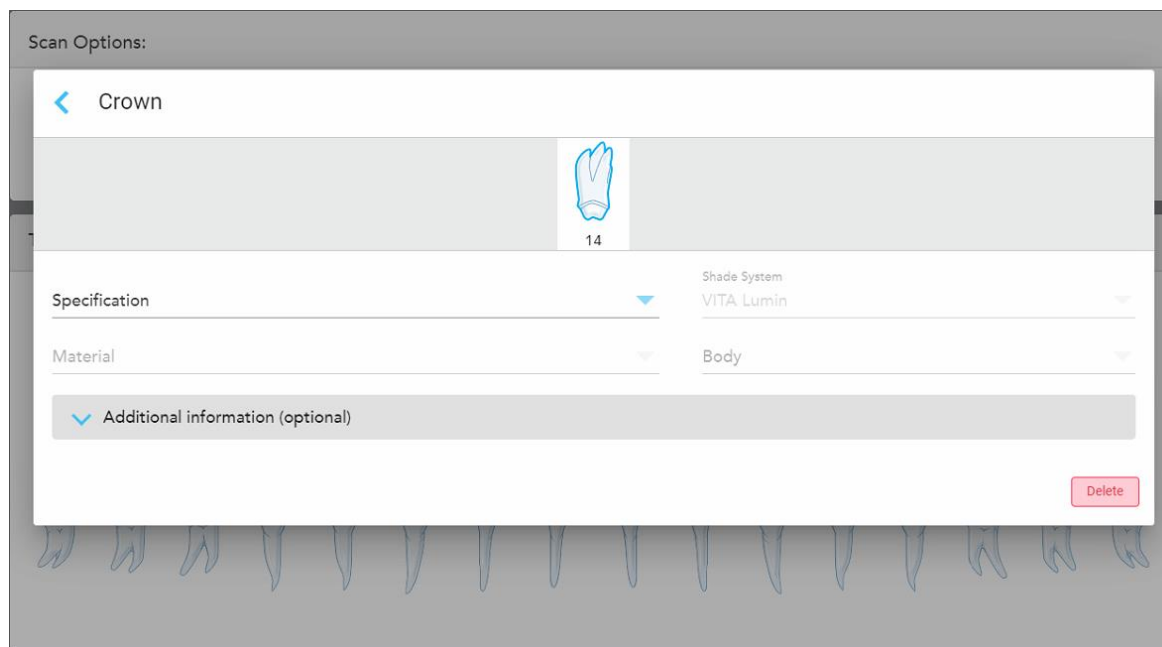 Scan Options:
Crown
14
Specification
Shade System
VITA Lumin
Material
Body
Additional information (optional)
Delete